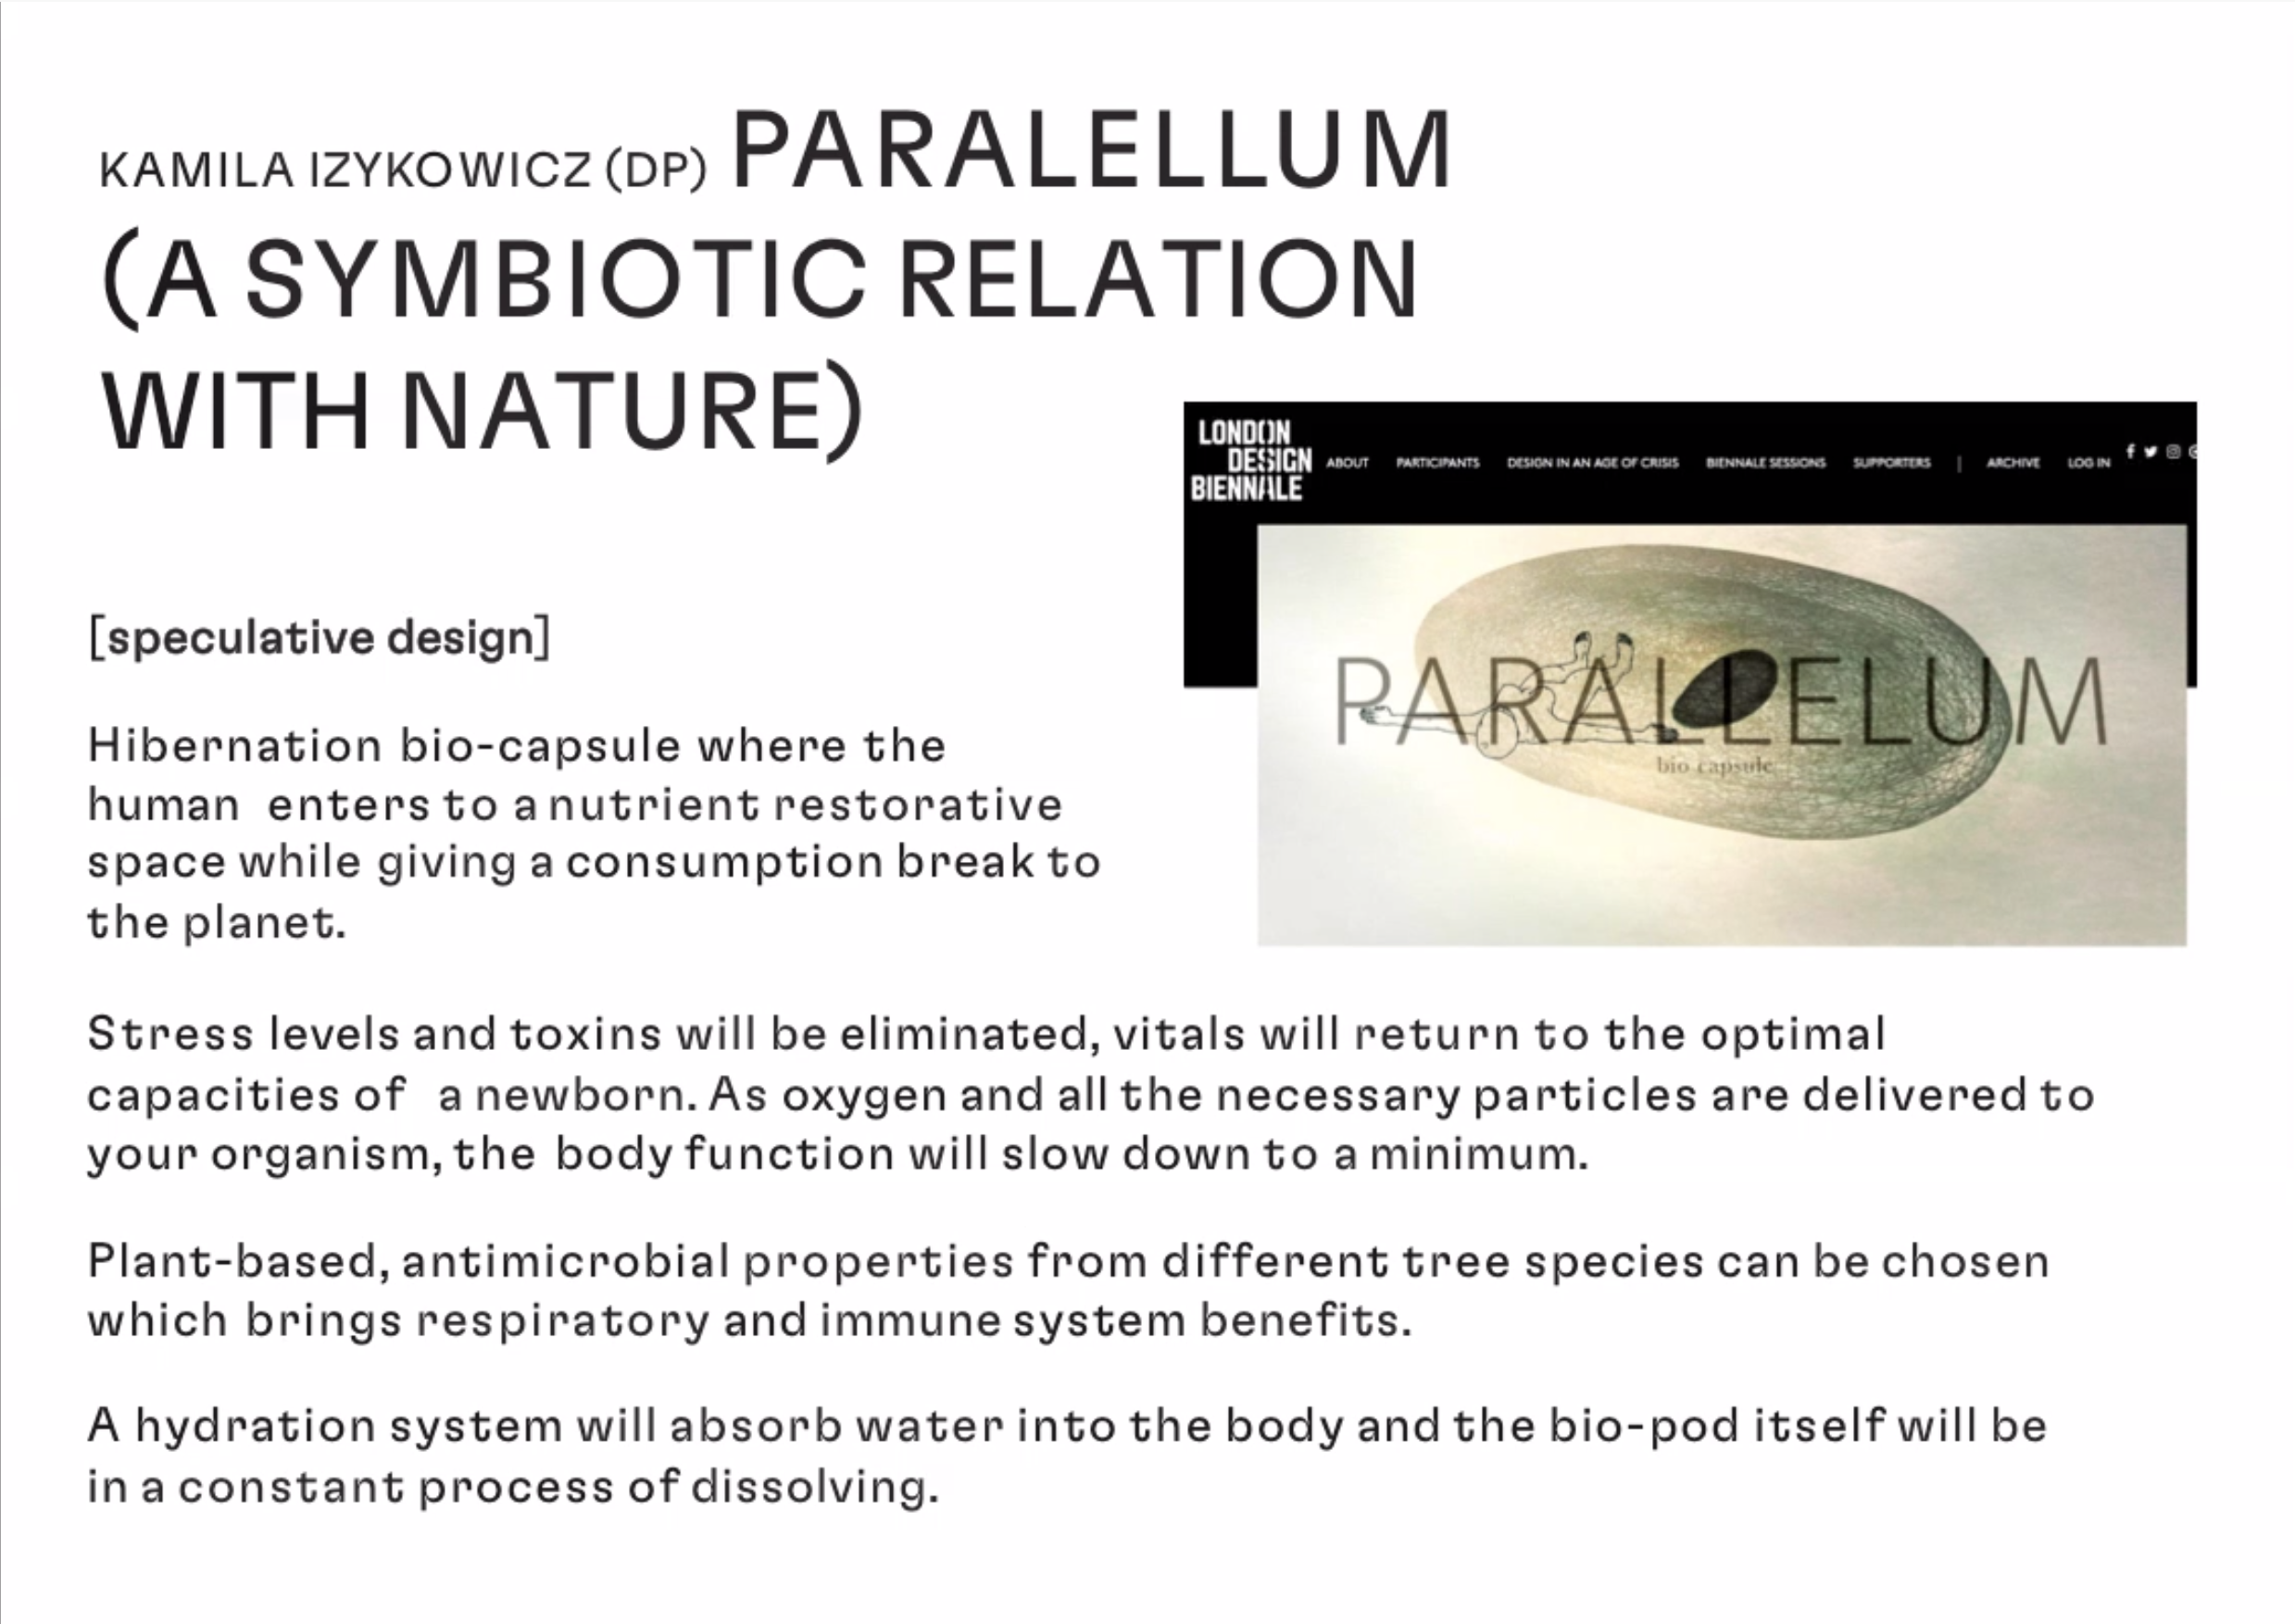 KAMILA IZYKOWICZ (DP) PARALELLUM
(A SYMBIOTIC RELATION
WITH NATURE)
LONDON
DESIGN
BIENNALE
ABOUT PARTICIPANTS DESIGN IN AN AGE OF CRISIS BIENNALE SESSIONS SUPPORTERS | ARCHIVE LOG IN
PARALLELUM
bio capsule
[speculative design]
Hibernation bio-capsule where the
human enters to a nutrient restorative
space while giving a consumption break to
the planet.
Stress levels and toxins will be eliminated, vitals will return to the optimal
capacities of a newborn. As oxygen and all the necessary particles are delivered to
your organism, the body function will slow down to a minimum.
Plant-based, antimicrobial properties from different tree species can be chosen
which brings respiratory and immune system benefits.
A hydration system will absorb water into the body and the bio-pod itself will be
in a constant process of dissolving.